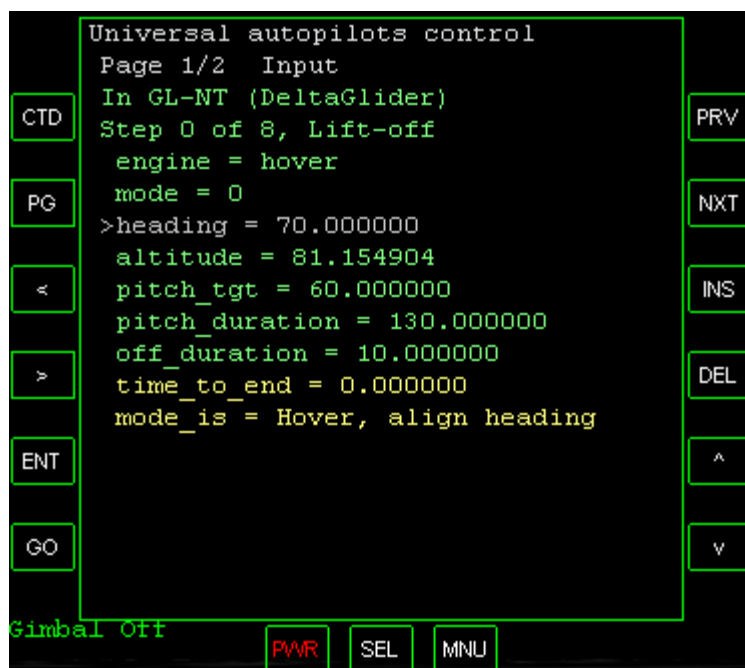 Universal autopilots control
Page 1/2 Input
In GL-NT (DeltaGlider)
CTD
PRV
Step 0 of 8, Lift-off
engine = hover
mode = 0
PG
NXT
>heading = 70.000000
altitude = 81.154904
<
pitch_tgt = 60.000000
INS
pitch_duration = 130.000000
off_duration = 10.000000
>
time_to_end = 0.000000
DEL
mode_is = Hover, align heading
ENT
^
GO
v
Gimbal Off
PWR SEL MNU